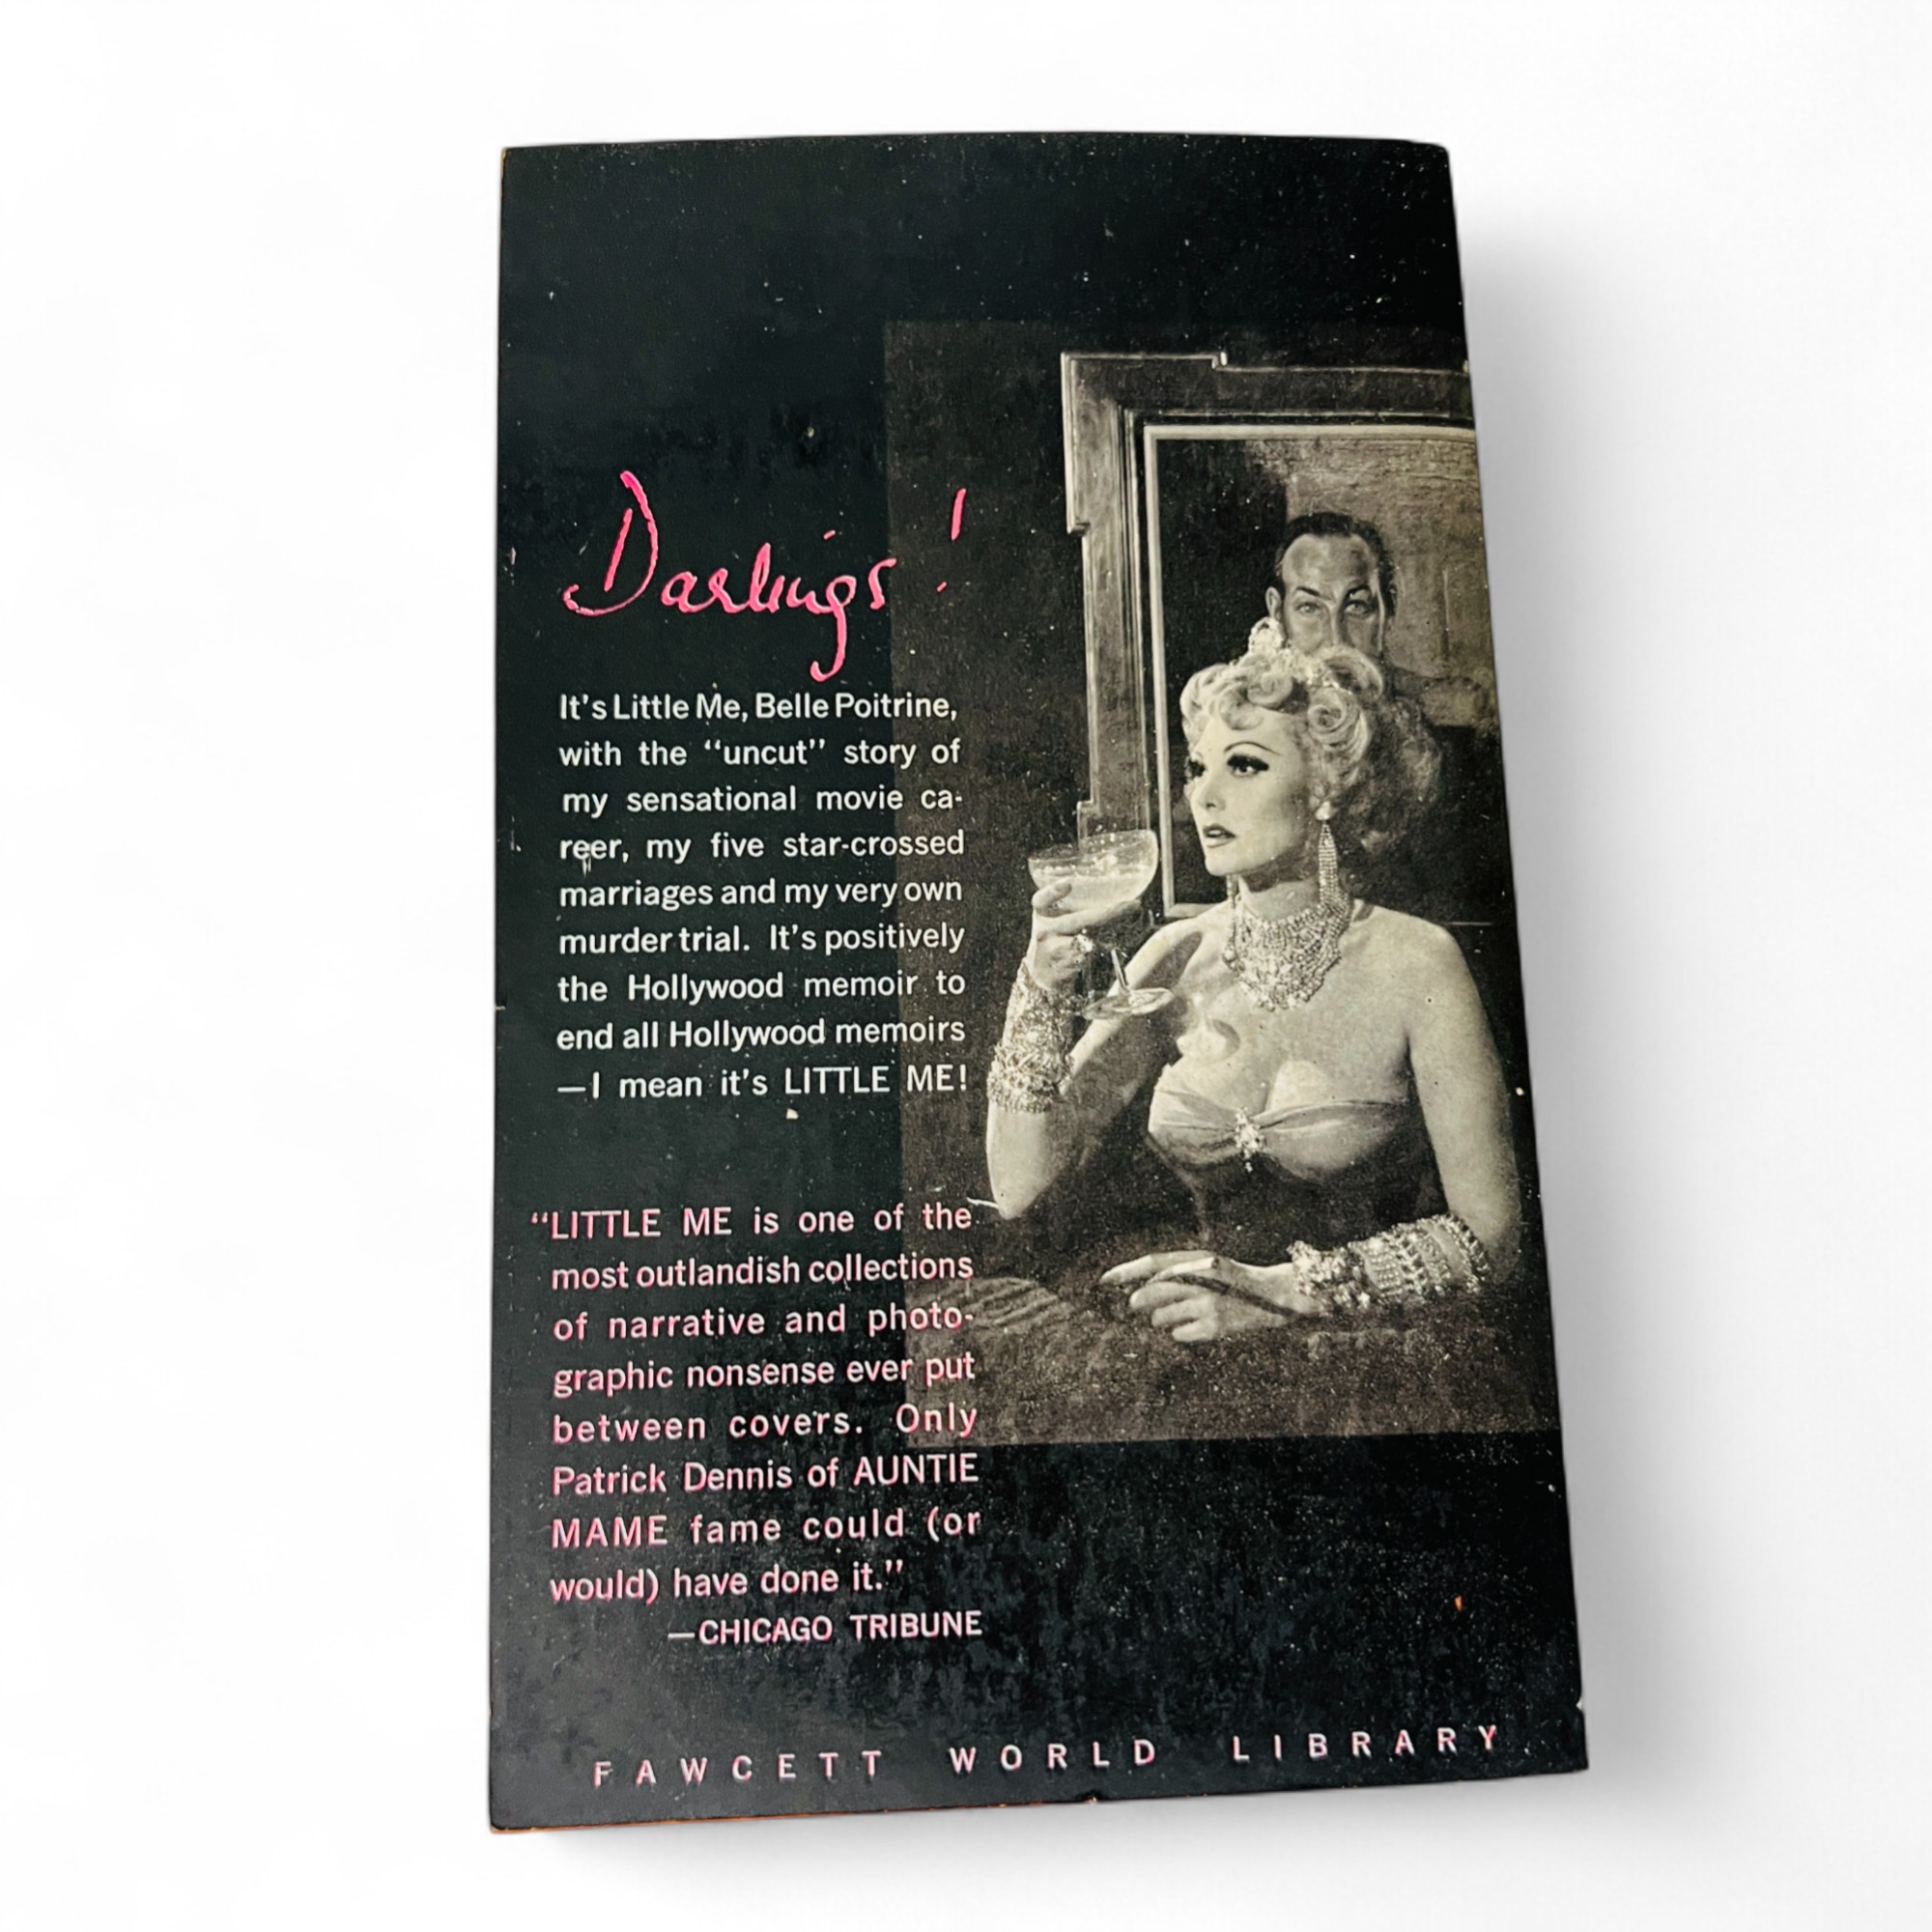 Darlings!
It's Little Me, Belle Poitrine,
with the “uncut” story of
my sensational movie ca-
reer, my five star-crossed
marriages and my very own
murder trial. It's positively
the Hollywood memoir to
end all Hollywood memoirs
—I mean it's LITTLE ME!
“LITTLE ME is one of the
most outlandish collections
of narrative and photo-
graphic nonsense ever put
between covers. Only
Patrick Dennis of AUNTIE
MAME fame could (or
would) have done it.”
—CHICAGO TRIBUNE
FAWCETT WORLD LIBRARY